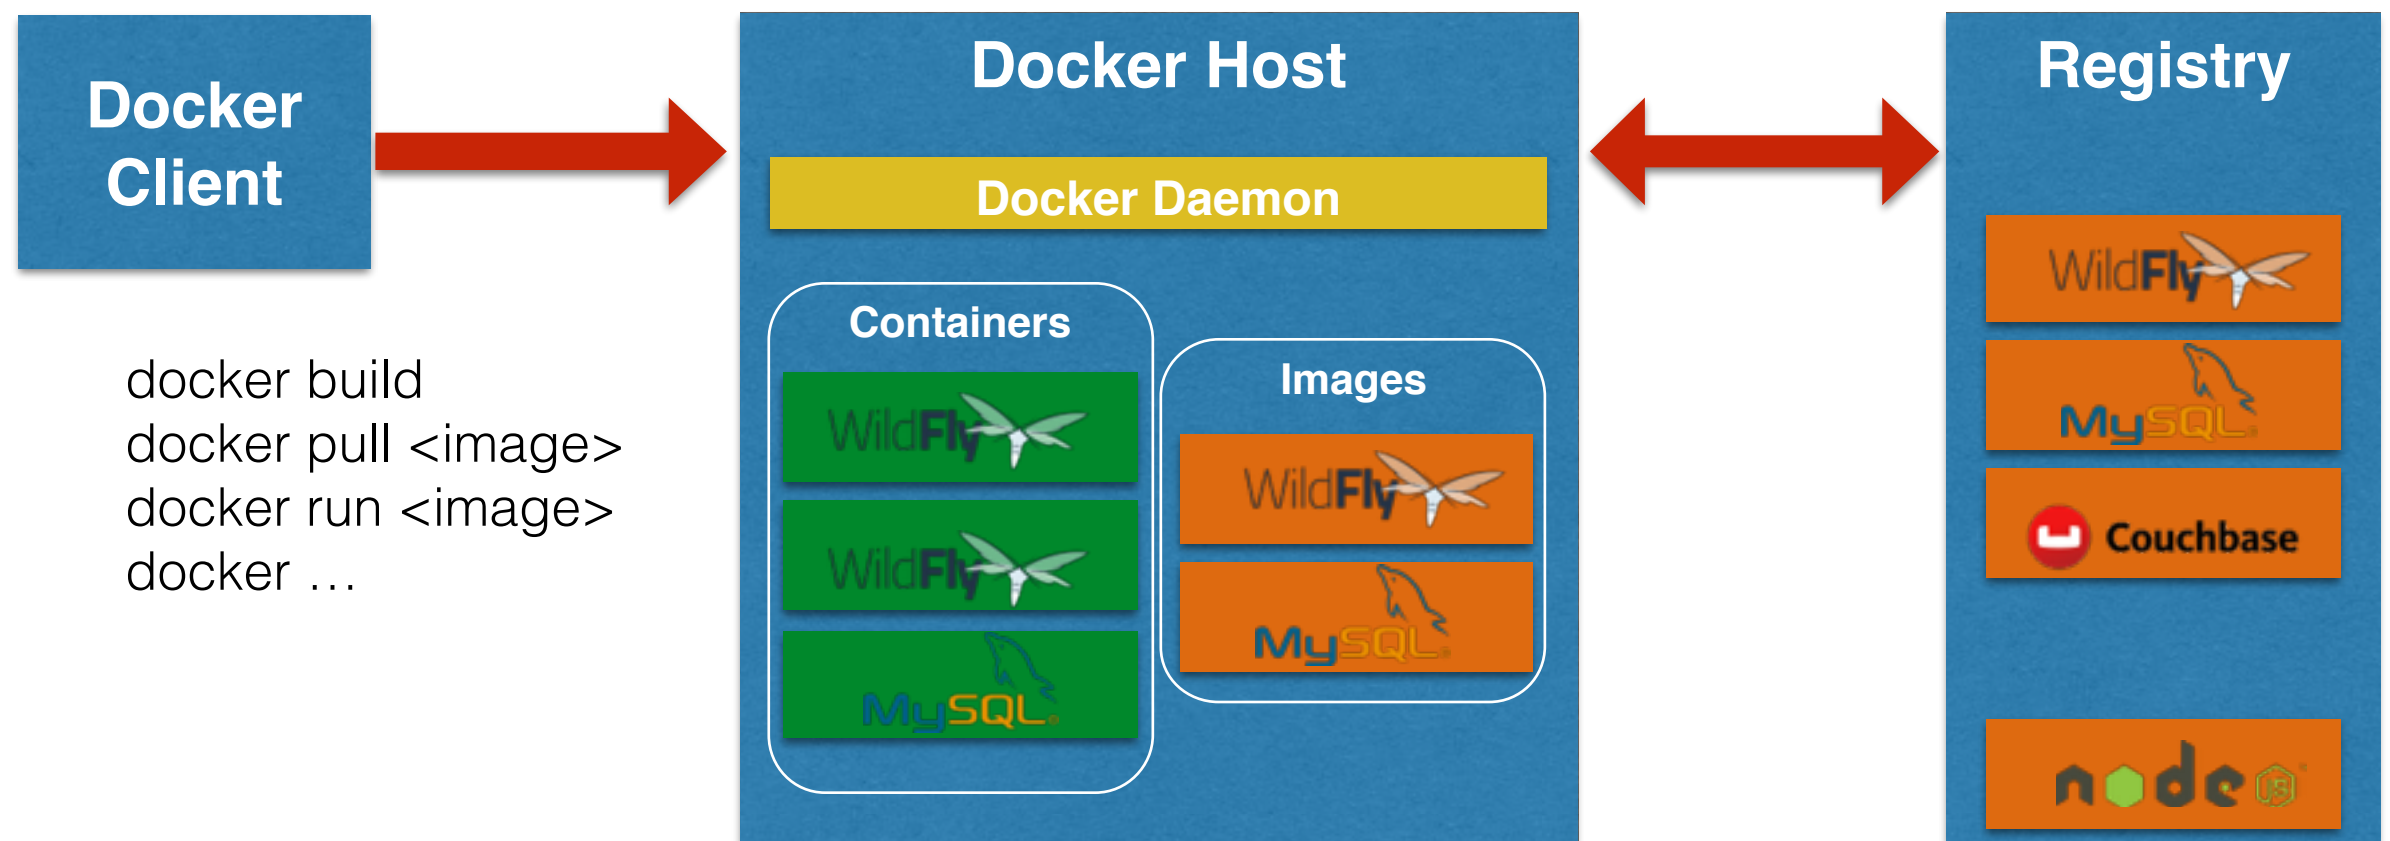 Docker
Client
docker build
docker pull <image>
docker run <image>
docker …
Docker Host
Docker Daemon
Containers
WildFly
WildFly
MySQL®
Images
WildFly
MySQL®
Registry
WildFly
MySQL®
Couchbase
node JS